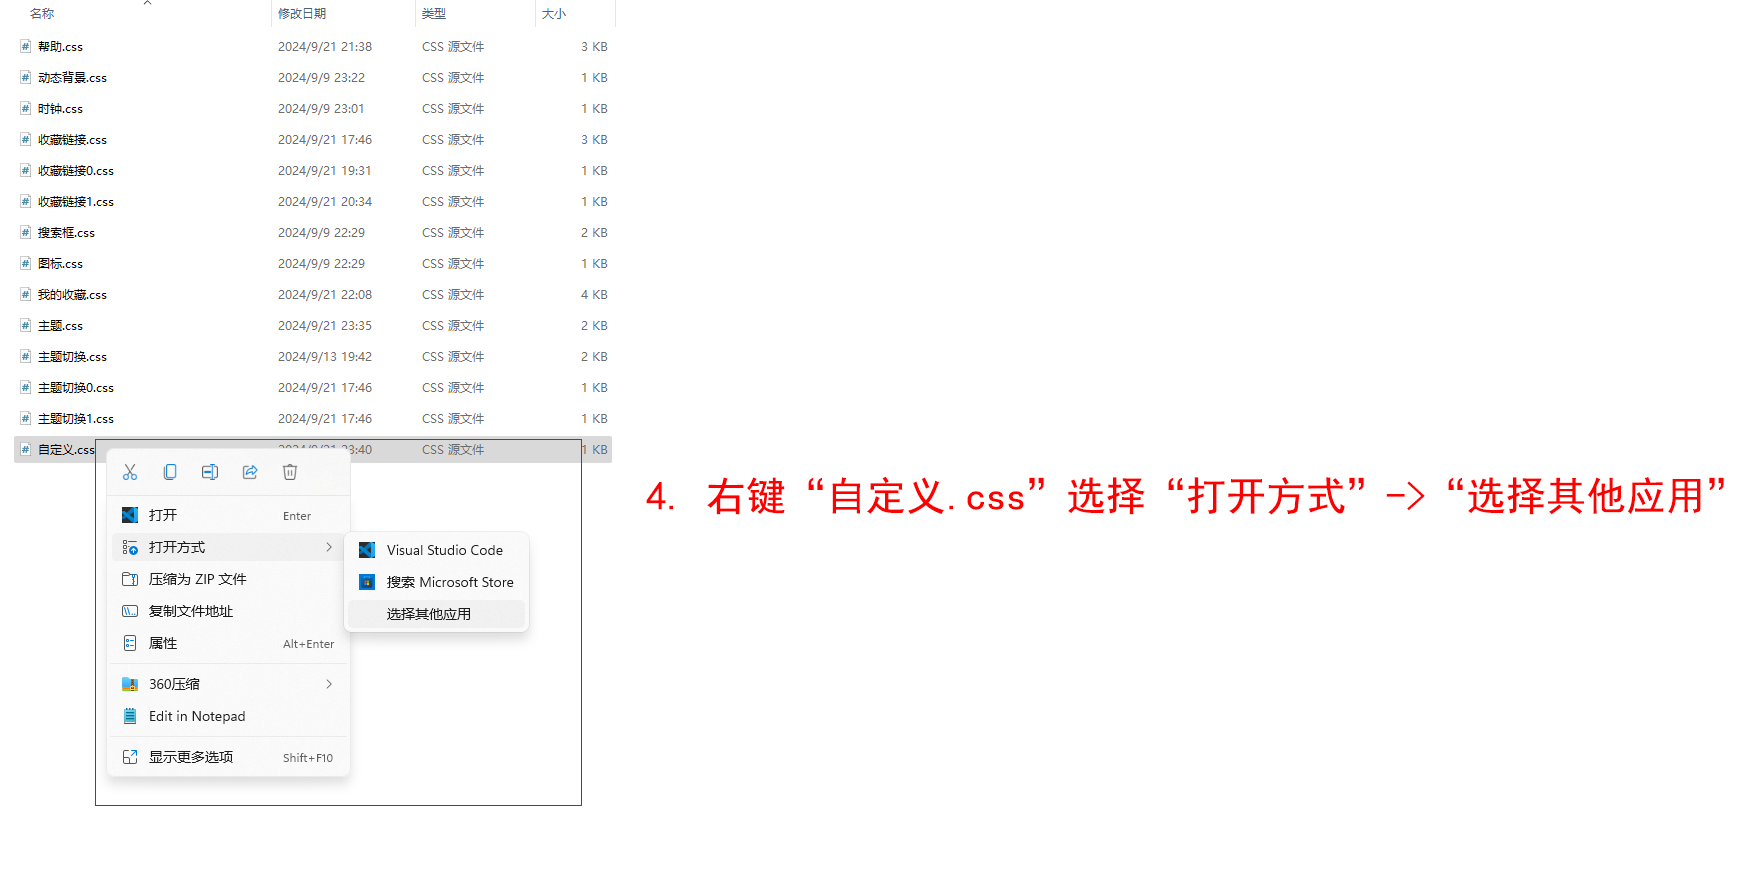 名称 修改日期 类型 大小
帮助.css 2024/9/21 21:38 CSS 源文件 3 KB
动态背景.css 2024/9/9 23:22 CSS 源文件 1 KB
时钟.css 2024/9/9 23:01 CSS 源文件 1 KB
收藏链接.css 2024/9/21 17:46 CSS 源文件 3 KB
收藏链接0.css 2024/9/21 19:31 CSS 源文件 1 KB
收藏链接1.css 2024/9/21 20:34 CSS 源文件 1 KB
搜索框.css 2024/9/9 22:29 CSS 源文件 2 KB
图标.css 2024/9/9 22:29 CSS 源文件 1 KB
我的收藏.css 2024/9/21 22:08 CSS 源文件 4 KB
主题.css 2024/9/21 23:35 CSS 源文件 2 KB
主题切换.css 2024/9/13 19:42 CSS 源文件 2 KB
主题切换0.css 2024/9/21 17:46 CSS 源文件 1 KB
主题切换1.css 2024/9/21 17:46 CSS 源文件 1 KB
自定义.css 2024/9/21 23:40 CSS 源文件 1 KB
打开 Enter
打开方式
压缩为 ZIP 文件
复制文件地址
属性 Alt+Enter
360压缩
Edit in Notepad
显示更多选项 Shift+F10
Visual Studio Code
搜索 Microsoft Store
选择其他应用
4. 右键“自定义.css”选择“打开方式”->“选择其他应用”